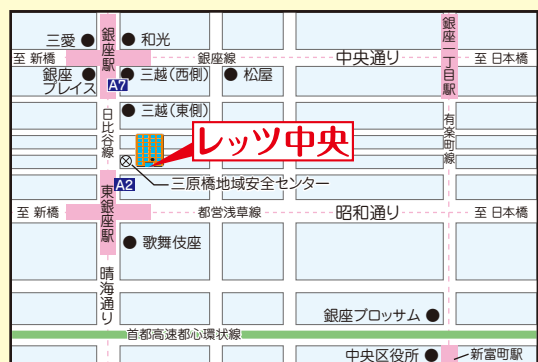 三愛
銀座駅
和光
銀座一丁目駅
至 新橋
銀座線
中央通り
至 日本橋
銀座
プレイス
A7
三越(西側)
松屋
三越(東側)
日比谷線
レッツ中央
有楽町線
A2
三原橋地域安全センター
東銀座駅
至 新橋
都営浅草線
昭和通り
至 日本橋
歌舞伎座
晴海通り
銀座ブロッサム
首都高速都心環状線
中央区役所
新富町駅